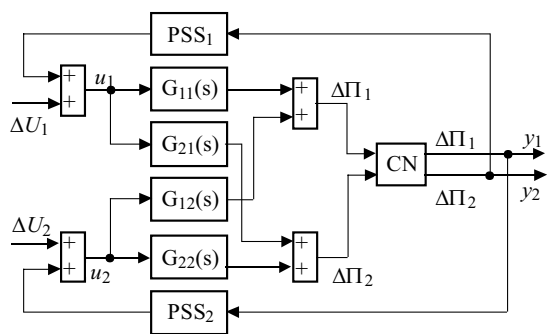 PSS₁
+
+
ΔU₁
u₁
G₁₁(s)
+
+
ΔΠ₁
G₂₁(s)
CN
ΔΠ₁
y₁
ΔΠ₂
y₂
G₁₂(s)
ΔU₂
+
+
u₂
G₂₂(s)
+
+
ΔΠ₂
PSS₂